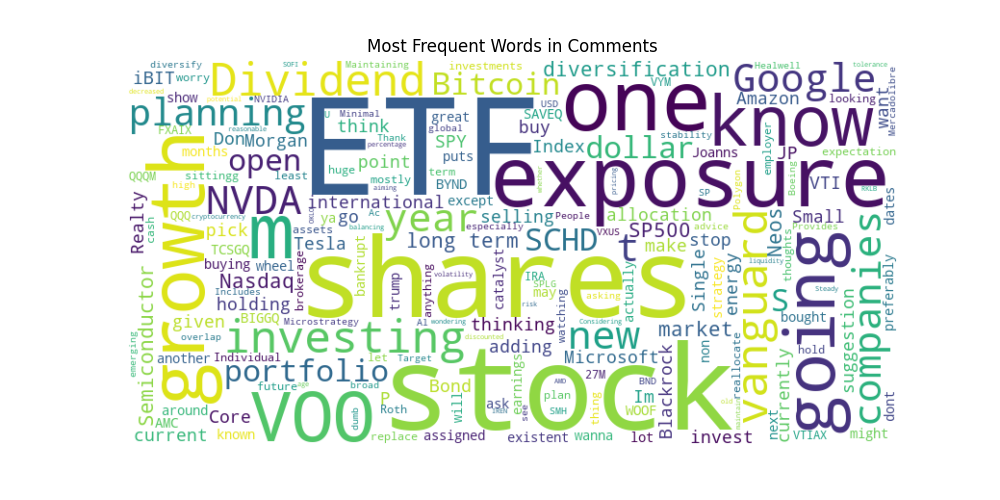 Most Frequent Words in Comments
diversify
SOFI
Maintaining
investments
diversification
Healwell
tolerance
iBIT
worry
Dividend
Bitcoin
VYM
Google
decreased
potential
show
NVIDIA
ETF
one
Amazon
looking
want
Mercadolibre
planning
U
Minimal
great
USD
SAVEQ
know
FXAIX
reasonable
Don
Morgan
think
Thank
global
SPY
buy
Index
dollar
stability
employer
expectation
months
open
percentage
point
puts
Joanns
JP
QQQM
sittingg
least
huge
term
mostly
BYND
exposure
whether
pricing
SP
Boeing
VTI
RKLB
high
NVDA
aiming
international
except
Polygon
dates
growth
QQQ
cryptocurrency
DTCG
ya
go
Ac
year
People
selling
allocation
advice
Provides
Realty
cash
pick
m
assets
balancing
especially
VXUS
SP500
Small
TCSGQ
Tesla
long term
SCHD
t
make
stop
Neos
thoughts
companies
buying
wheel
brokerage
bankrupt
shares
catalyst
IRA
actually
Single
energy
liquidity
going
preferably
Semiconductor
Includes
Nasdaq
trump
anything
volatility
SPLG
may
asking
strategy
S
Steady
holding
BIGGQ
AI
risk
watching
bought
given
Microstrategy
wondering
thinking
Considering
new
market
vanguard
suggestion
investing
discounted
adding
non
hold
emerging
another
overlap
Individual
let
Target
stock
earnings
Microsoft
Blackrock
reallocate
currently
portfolio
AMD
27M
BND
dont
future
age
broad
Bond
plan
Im
around
VOO
P
will
ask
see
SMH
thing
WOOF
old
maintain
next
AMC
Core
Roth
dumb
VTIAX
might
current
known
replace
assigned
existent
wanna
lot
invest